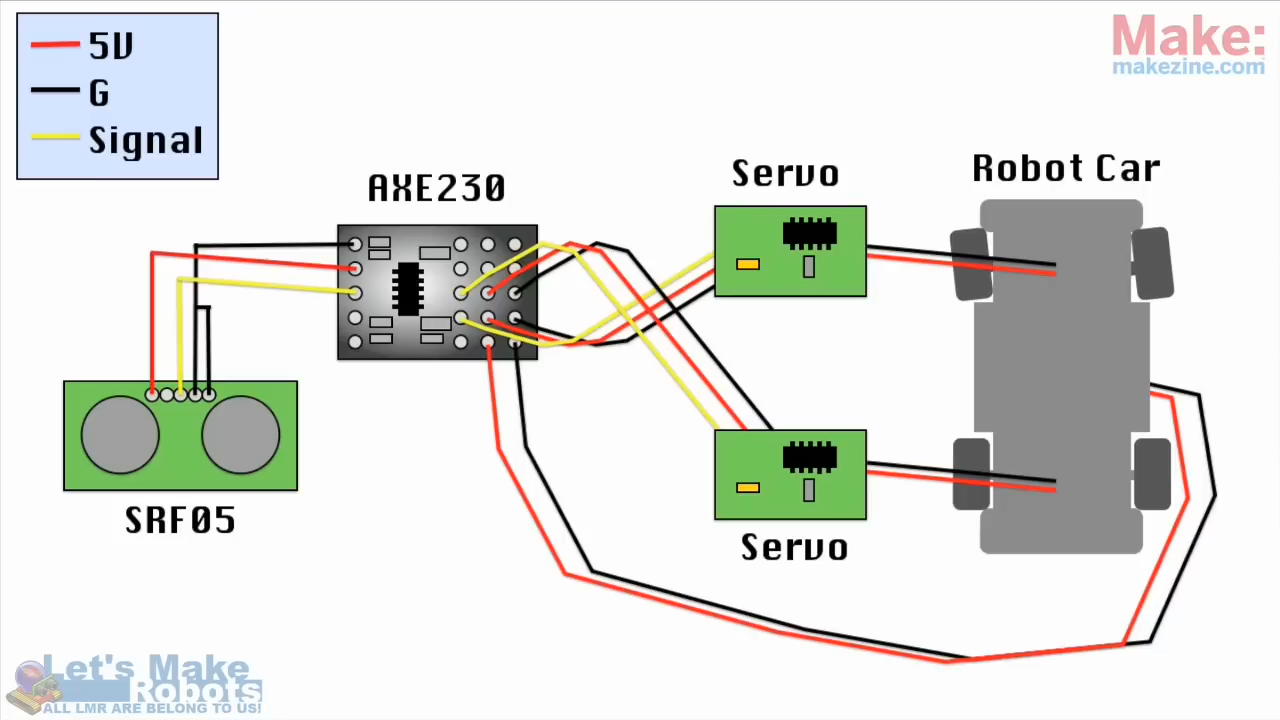 5V
G
Signal
Make:
makezine.com
AXE230
Servo
Robot Car
SRF05
Servo
Let's Make
Robots
ALL LMR ARE BELONG TO US!